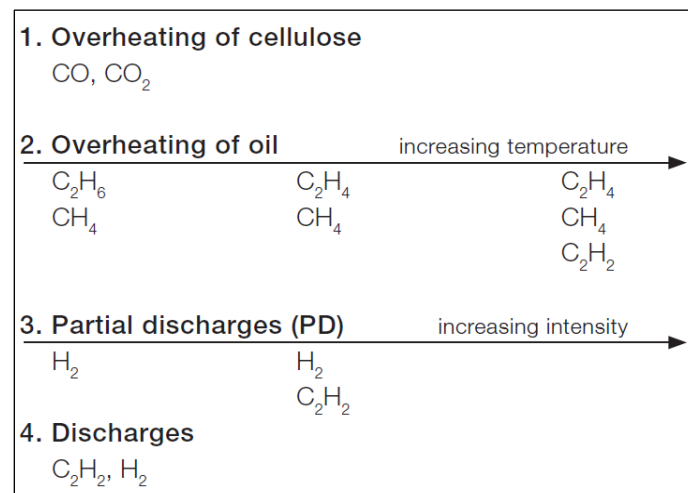 1. Overheating of cellulose
CO, CO₂
2. Overheating of oil increasing temperature
C₂H₆ C₂H₄ C₂H₄
CH₄ CH₄ CH₄
C₂H₂
3. Partial discharges (PD) increasing intensity
H₂ H₂
C₂H₂
4. Discharges
C₂H₂, H₂